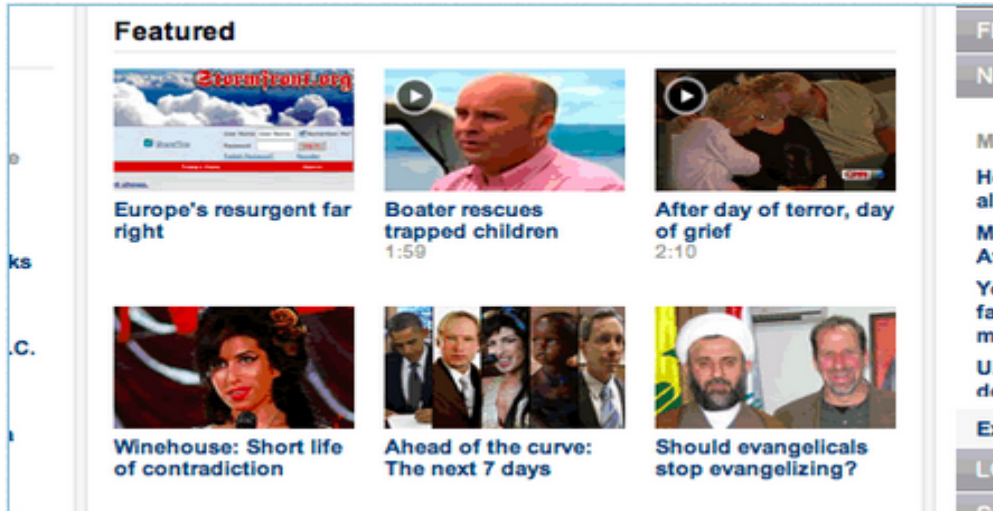 Featured
Stormfront.org
Europe's resurgent far
right
Boater rescues
trapped children
1:59
CNN
After day of terror, day
of grief
2:10
Winehouse: Short life
of contradiction
Ahead of the curve:
The next 7 days
Should evangelicals
stop evangelizing?
ks
.C.